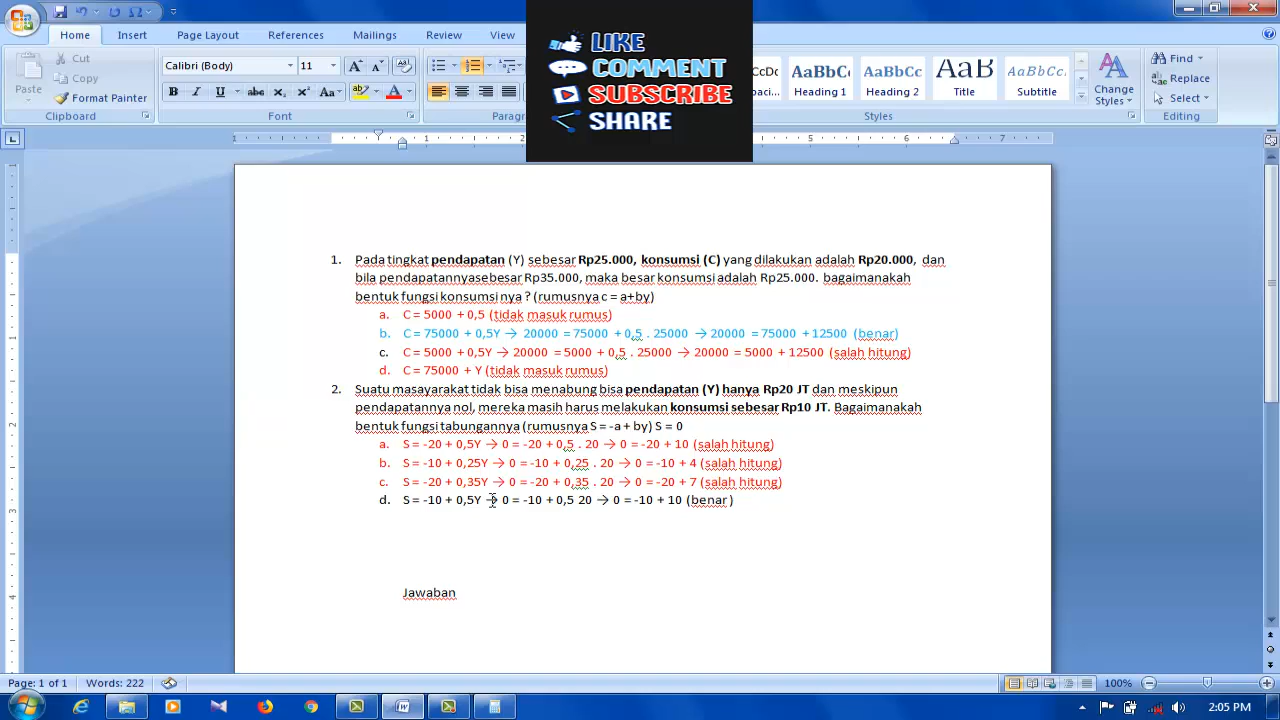 Home Insert Page Layout References Mailings Review View
Cut
Copy
Paste
Format Painter
Clipboard
Calibri (Body) 11
Font
Paragr
LIKE
COMMENT
SUBSCRIBE
SHARE
AaBbC AaBbCc AaB AaBbCc
Heading 1 Heading 2 Title Subtitle
Change
Styles
Styles
Find
Replace
Select
Editing
1. Pada tingkat pendapatan (Y) sebesar Rp25.000, konsumsi (C) yang dilakukan adalah Rp20.000, dan
bila pendapatannyasebesar Rp35.000, maka besar konsumsi adalah Rp25.000. bagaimanakah
bentuk fungsi konsumsi nya ? (rumusnya c = a+by)
a. C = 5000 + 0,5 (tidak masuk rumus)
b. C = 75000 + 0,5Y → 20000 = 75000 + 0,5 . 25000 → 20000 = 75000 + 12500 (benar)
c. C = 5000 + 0,5Y → 20000 = 5000 + 0,5 . 25000 → 20000 = 5000 + 12500 (salah hitung)
d. C = 75000 + Y (tidak masuk rumus)
2. Suatu masayarakat tidak bisa menabung bisa pendapatan (Y) hanya Rp20 JT dan meskipun
pendapatannya nol, mereka masih harus melakukan konsumsi sebesar Rp10 JT. Bagaimanakah
bentuk fungsi tabungannya (rumusnya S = -a + by) S = 0
a. S = -20 + 0,5Y → 0 = -20 + 0,5 . 20 → 0 = -20 + 10 (salah hitung)
b. S = -10 + 0,25Y → 0 = -10 + 0,25 . 20 → 0 = -10 + 4 (salah hitung)
c. S = -20 + 0,35Y → 0 = -20 + 0,35 . 20 → 0 = -20 + 7 (salah hitung)
d. S = -10 + 0,5Y → 0 = -10 + 0,5 20 → 0 = -10 + 10 (benar )
Jawaban
Page: 1 of 1 Words: 222 100%
2:05 PM